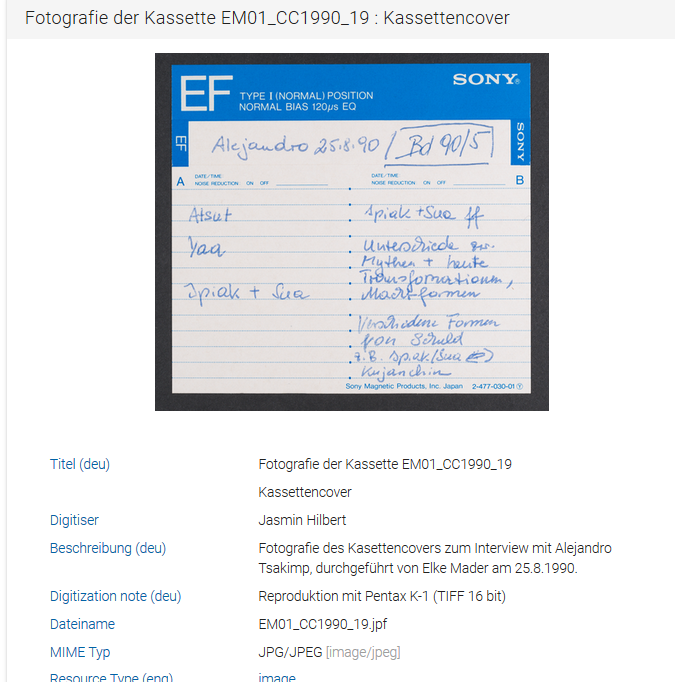 Fotografie der Kassette EM01_CC1990_19 : Kassettencover
EF TYPE I (NORMAL) POSITION
NORMAL BIAS 120µs EQ
SONY®
EF
Alejandro 25.8.90 / Bd 90/5
SONY
A DATE/TIME:
NOISE REDUCTION: ON OFF
DATE/TIME:
NOISE REDUCTION: ON OFF
B
Atsut
Yaa
Ipiak + Sua
Ipiak + Sua ff
Unterschiede zw.
Mythen + heute
Transformationen,
Machtformen
Verschiedene Formen
von Schuld
z.B. Ipiak/Sua
Kujanchin
Sony Magnetic Products, Inc. Japan 2-477-030-01
Titel (deu)
Fotografie der Kassette EM01_CC1990_19
Kassettencover
Digitiser
Jasmin Hilbert
Beschreibung (deu)
Fotografie des Kasettencovers zum Interview mit Alejandro
Tsakimp, durchgeführt von Elke Mader am 25.8.1990.
Digitization note (deu)
Reproduktion mit Pentax K-1 (TIFF 16 bit)
Dateiname
EM01_CC1990_19.jpf
MIME Typ
JPG/JPEG [image/jpeg]
Resource Type (eng)
image